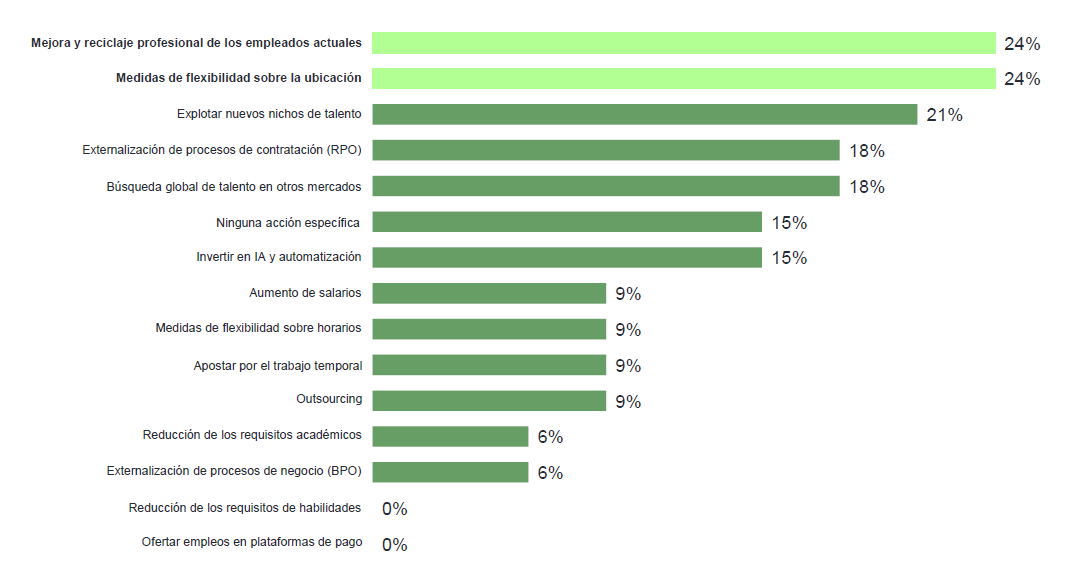 Mejora y reciclaje profesional de los empleados actuales 24%
Medidas de flexibilidad sobre la ubicación 24%
Explotar nuevos nichos de talento 21%
Externalización de procesos de contratación (RPO) 18%
Búsqueda global de talento en otros mercados 18%
Ninguna acción específica 15%
Invertir en IA y automatización 15%
Aumento de salarios 9%
Medidas de flexibilidad sobre horarios 9%
Apostar por el trabajo temporal 9%
Outsourcing 9%
Reducción de los requisitos académicos 6%
Externalización de procesos de negocio (BPO) 6%
Reducción de los requisitos de habilidades 0%
Ofertar empleos en plataformas de pago 0%